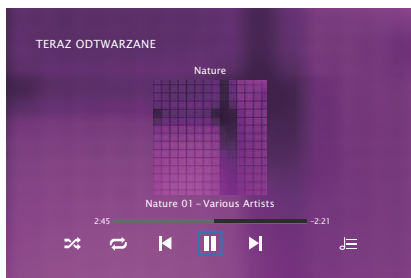 TERAZ ODTWARZANE
Nature
Nature 01 – Various Artists
2:45 -2:21